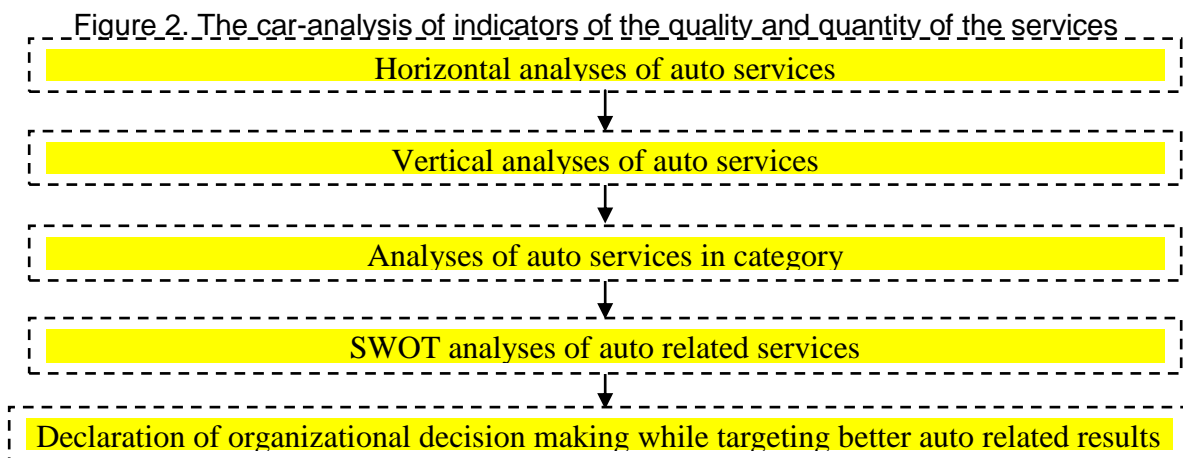 Figure 2. The car-analysis of indicators of the quality and quantity of the services
Horizontal analyses of auto services
Vertical analyses of auto services
Analyses of auto services in category
SWOT analyses of auto related services
Declaration of organizational decision making while targeting better auto related results